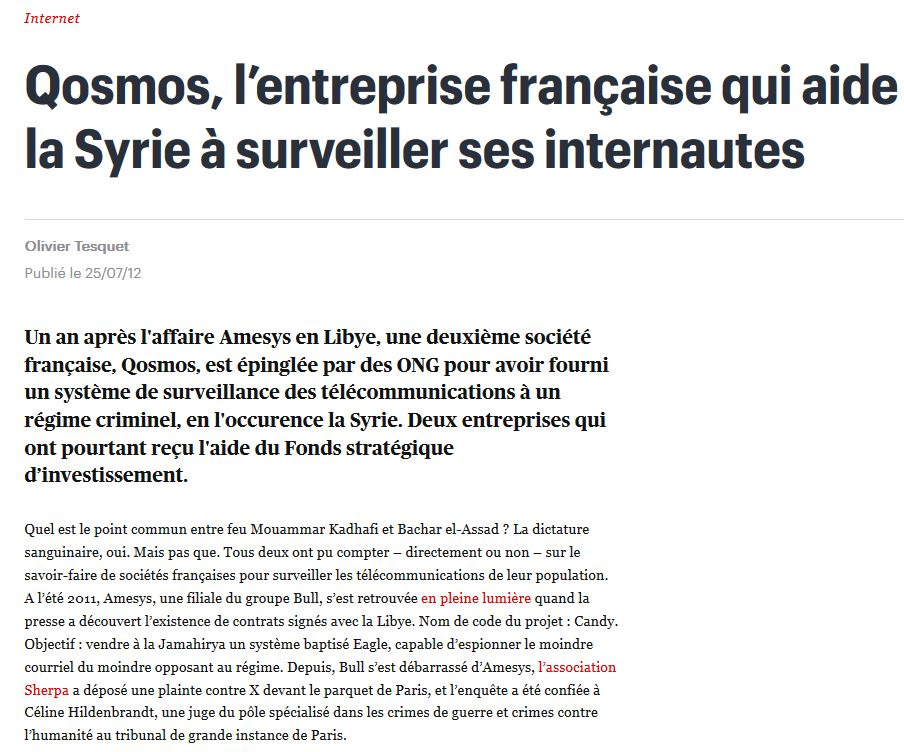 Internet
Qosmos, l’entreprise française qui aide
la Syrie à surveiller ses internautes
Olivier Tesquet
Publié le 25/07/12
Un an après l'affaire Amesys en Libye, une deuxième société
française, Qosmos, est épinglée par des ONG pour avoir fourni
un système de surveillance des télécommunications à un
régime criminel, en l'occurence la Syrie. Deux entreprises qui
ont pourtant reçu l'aide du Fonds stratégique
d’investissement.
Quel est le point commun entre feu Mouammar Kadhafi et Bachar el-Assad ? La dictature
sanguinaire, oui. Mais pas que. Tous deux ont pu compter – directement ou non – sur le
savoir-faire de sociétés françaises pour surveiller les télécommunications de leur population.
A l’été 2011, Amesys, une filiale du groupe Bull, s’est retrouvée en pleine lumière quand la
presse a découvert l’existence de contrats signés avec la Libye. Nom de code du projet : Candy.
Objectif : vendre à la Jamahirya un système baptisé Eagle, capable d’espionner le moindre
courriel du moindre opposant au régime. Depuis, Bull s’est débarrassé d’Amesys, l’association
Sherpa a déposé une plainte contre X devant le parquet de Paris, et l’enquête a été confiée à
Céline Hildenbrandt, une juge du pôle spécialisé dans les crimes de guerre et crimes contre
l’humanité au tribunal de grande instance de Paris.